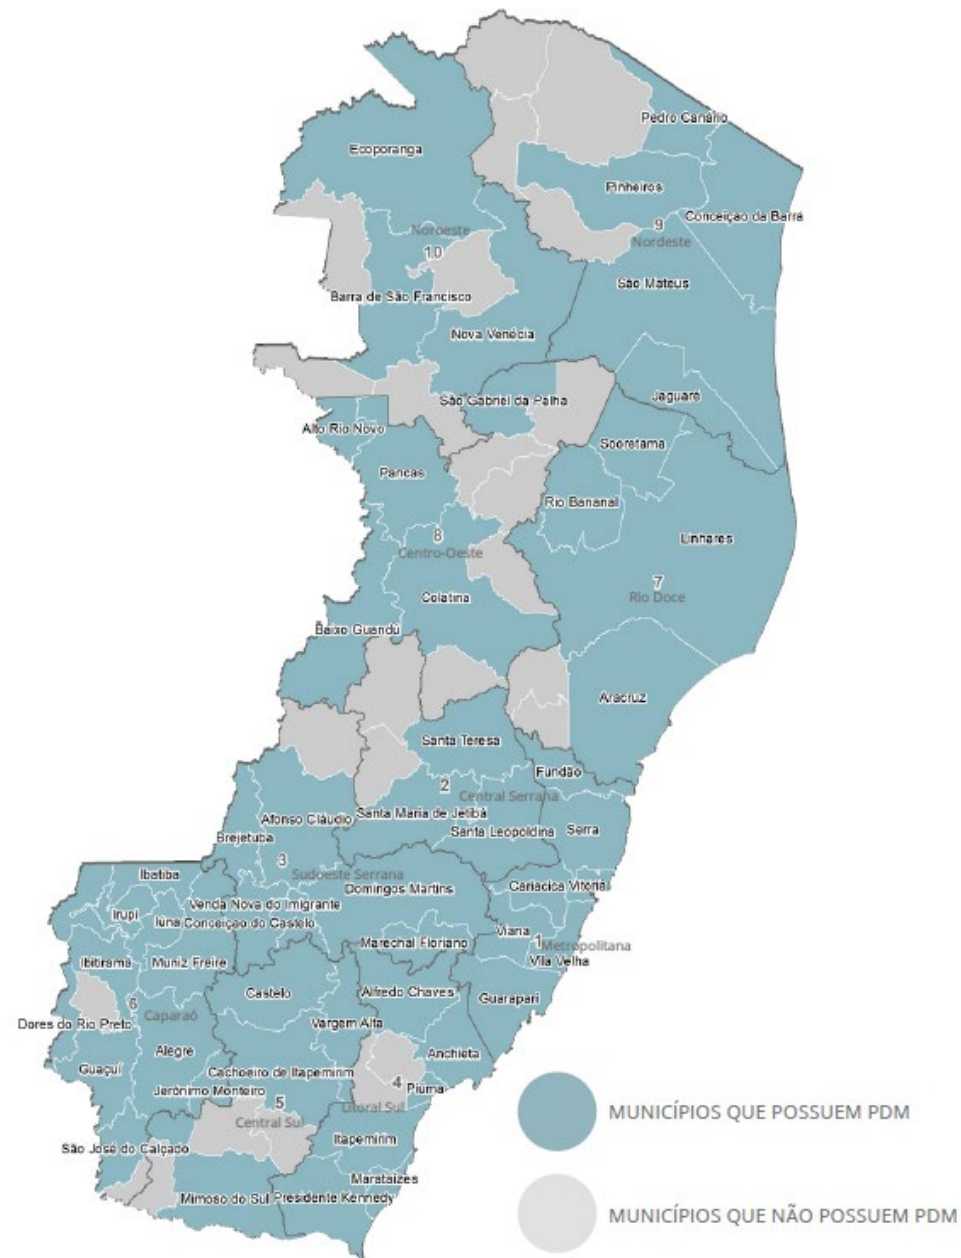 Pedro Canário
Ecoporanga
Pinheiros
Conceição da Barra
Noroeste
9
Nordeste
10
São Mateus
Barra de São Francisco
Nova Venécia
São Gabriel da Palha
Jaguaré
Alto Rio Novo
Sooretama
Pancas
Rio Bananal
8
Linhares
Centro-Oeste
7
Rio Doce
Colatina
Baixo Guandú
Aracruz
Santa Teresa
Fundão
2
Central Serrana
Santa Maria de Jetibá
Afonso Cláudio
Santa Leopoldina
Serra
Brejetuba
3
Ibatiba
Sudoeste Serrana
Domingos Martins
Cariacica
Vitória
Venda Nova do Imigrante
Irupi
Iúna
Conceição do Castelo
Viana
1
Metropolitana
Marechal Floriano
Vila Velha
Ibitirama
Muniz Freire
Castelo
Alfredo Chaves
Guarapari
6
Caparaó
Dores do Rio Preto
Vargem Alta
Alegre
Anchieta
Guaçuí
Cachoeiro de Itapemirim
4
Piúma
Jerônimo Monteiro
5
Litoral Sul
Central Sul
Itapemirim
São José do Calçado
Marataízes
Mimoso do Sul
Presidente Kennedy
MUNICÍPIOS QUE POSSUEM PDM
MUNICÍPIOS QUE NÃO POSSUEM PDM